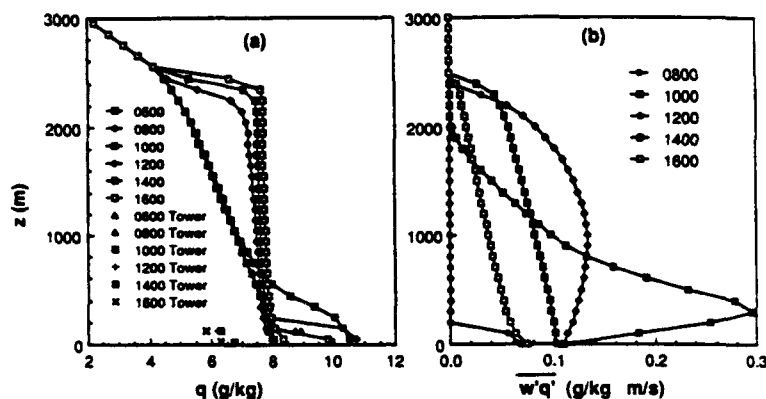 3000
2000
1000
0
z (m)
(a)
0600
0800
1000
1200
1400
1600
0600 Tower
0800 Tower
1000 Tower
1200 Tower
1400 Tower
1600 Tower
2 4 6 8 10 12
q (g/kg)
3000
2000
1000
0
(b)
0800
1000
1200
1400
1600
0.0 0.1 0.2 0.3
w'q' (g/kg m/s)